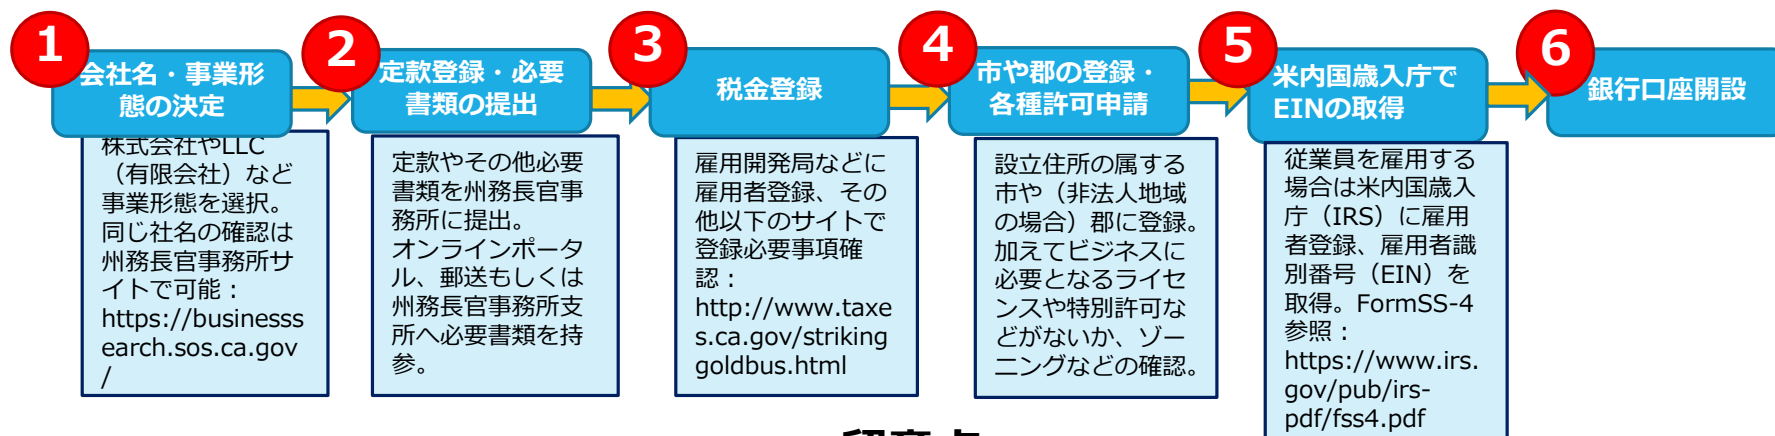 1
会社名・事業形
態の決定
株式会社やLLC
（有限会社）など
事業形態を選択。
同じ社名の確認は
州務長官事務所サ
イトで可能：
https://businesss
earch.sos.ca.gov
/
2
定款登録・必要
書類の提出
定款やその他必要
書類を州務長官事
務所に提出。
オンラインポータ
ル、郵送もしくは
州務長官事務所支
所へ必要書類を持
参。
3
税金登録
雇用開発局などに
雇用者登録、その
他以下のサイトで
登録必要事項確
認：
http://www.taxe
s.ca.gov/striking
goldbus.html
4
市や郡の登録・
各種許可申請
設立住所の属する
市や（非法人地域
の場合）郡に登録。
加えてビジネスに
必要となるライセ
ンスや特別許可な
どがないか、ゾー
ニングなどの確認。
5
米内国歳入庁で
EINの取得
従業員を雇用する
場合は米内国歳入
庁（IRS）に雇用
者登録、雇用者識
別番号（EIN）を
取得。FormSS-4
参照：
https://www.irs.
gov/pub/irs-
pdf/fss4.pdf
6
銀行口座開設